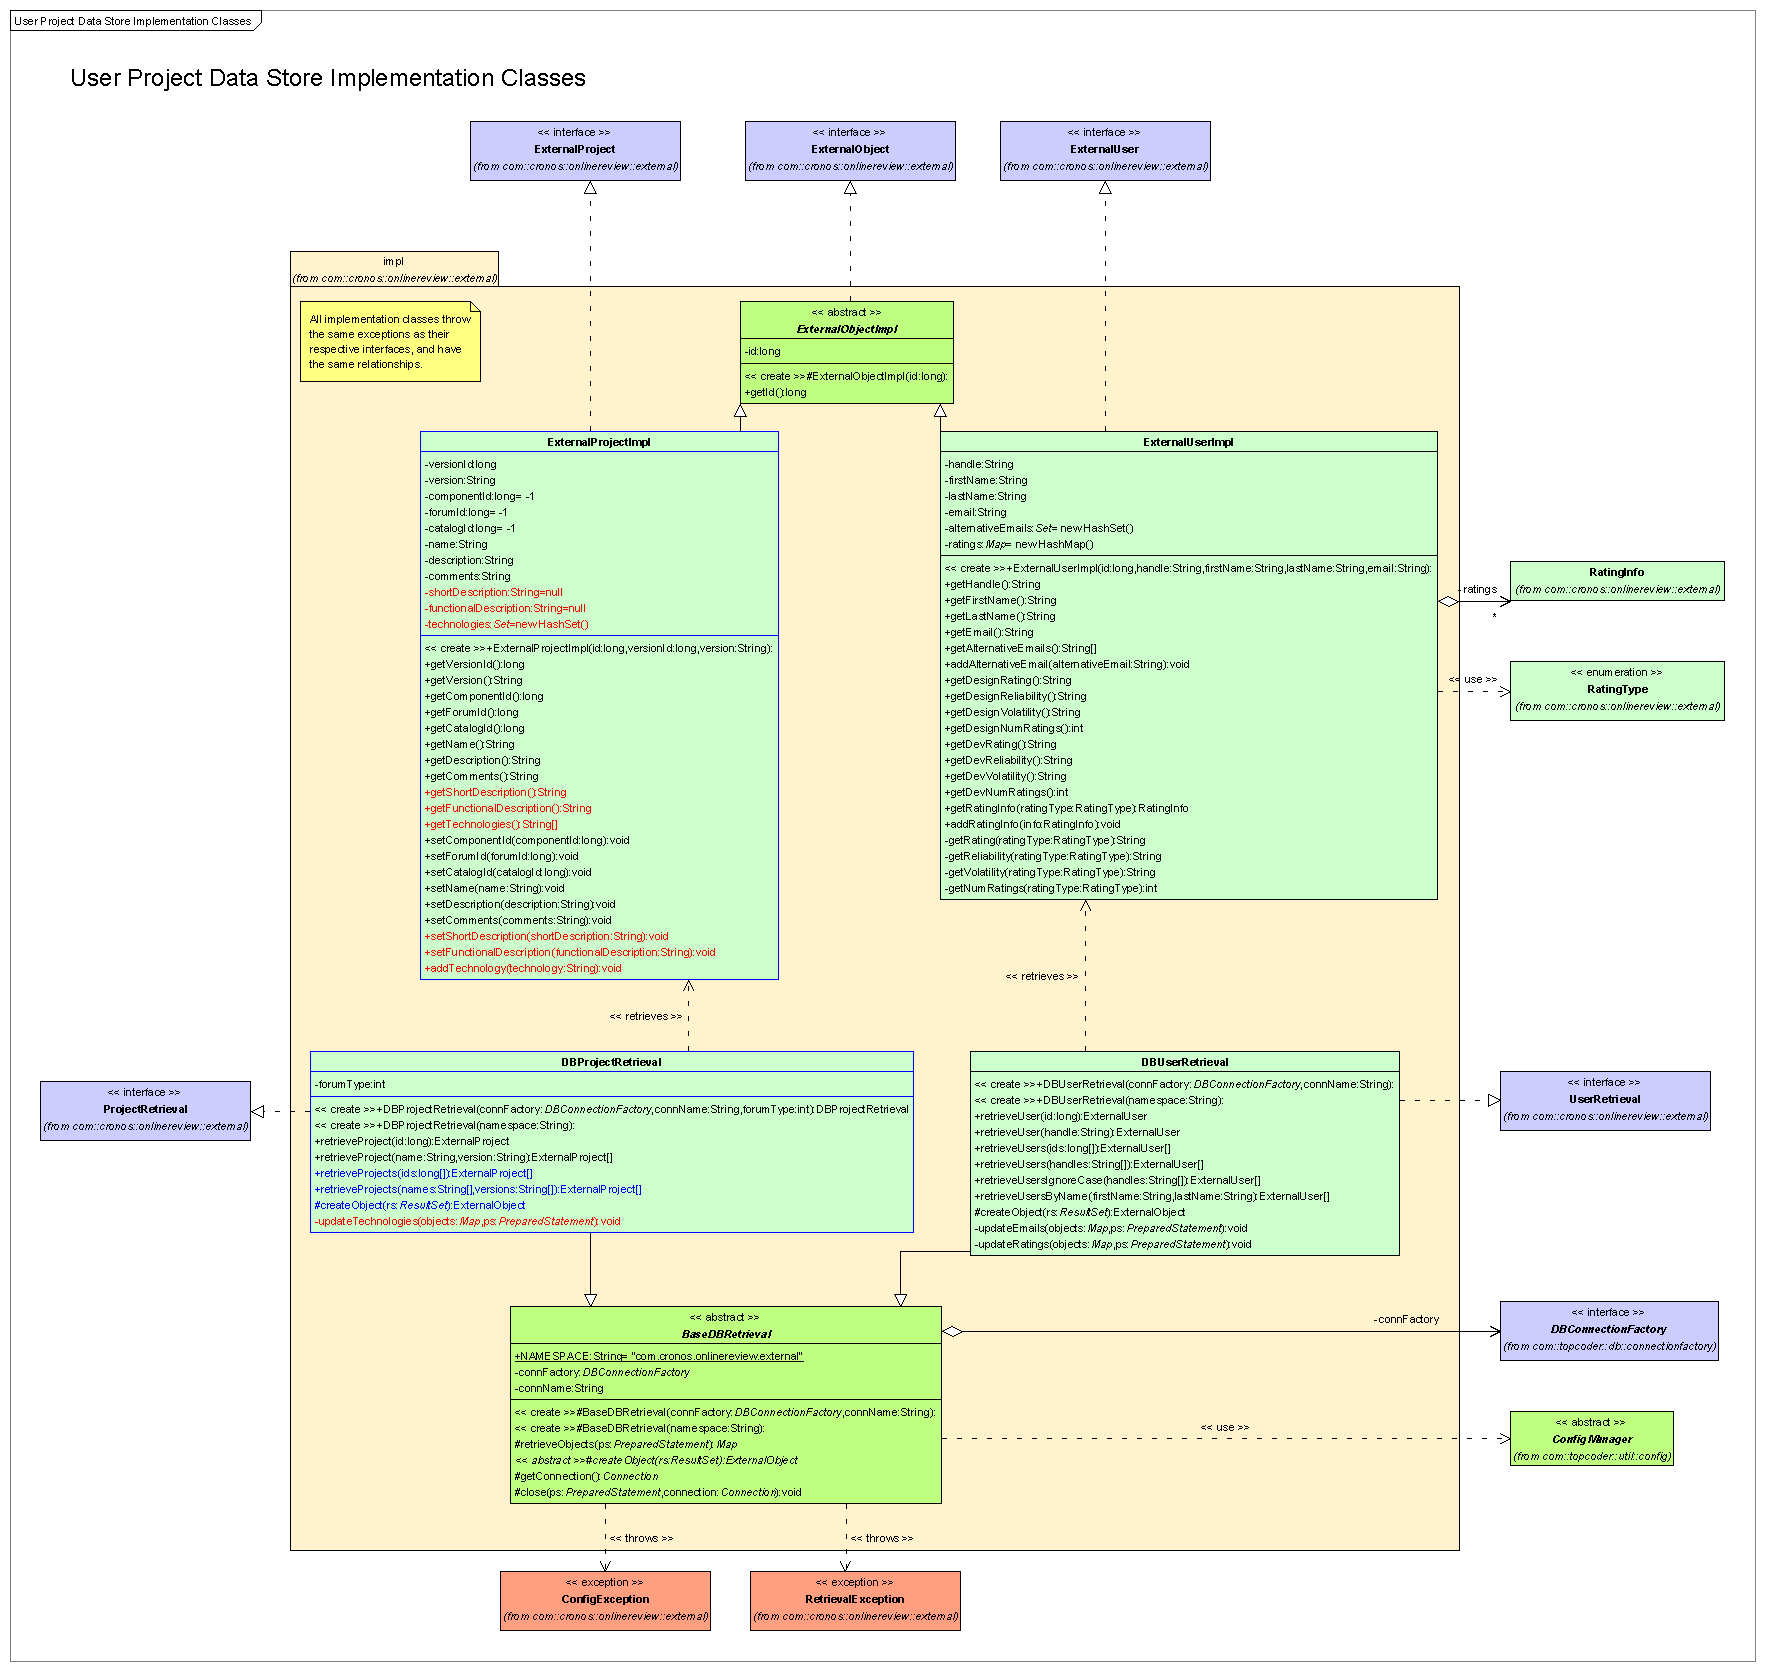 User Project Data Store Implementation Classes
User Project Data Store Implementation Classes
<< interface >>
ExternalProject
(from com::cronos::onlinereview::external)
<< interface >>
ExternalObject
(from com::cronos::onlinereview::external)
<< interface >>
ExternalUser
(from com::cronos::onlinereview::external)
impl
(from com::cronos::onlinereview::external)
All implementation classes throw
the same exceptions as their
respective interfaces, and have
the same relationships.
<< abstract >>
ExternalObjectImpl
-id:long
<< create >>#ExternalObjectImpl(id:long):
+getId():long
ExternalProjectImpl
-versionId:long
-version:String
-componentId:long= -1
-forumId:long= -1
-catalogId:long= -1
-name:String
-description:String
-comments:String
-shortDescription:String=null
-functionalDescription:String=null
-technologies:Set=new HashSet()
<< create >>+ExternalProjectImpl(id:long,versionId:long,version:String):
+getVersionId():long
+getVersion():String
+getComponentId():long
+getForumId():long
+getCatalogId():long
+getName():String
+getDescription():String
+getComments():String
+getShortDescription():String
+getFunctionalDescription():String
+getTechnologies():String[]
+setComponentId(componentId:long):void
+setForumId(forumId:long):void
+setCatalogId(catalogId:long):void
+setName(name:String):void
+setDescription(description:String):void
+setComments(comments:String):void
+setShortDescription(shortDescription:String):void
+setFunctionalDescription(functionalDescription:String):void
+addTechnology(technology:String):void
ExternalUserImpl
-handle:String
-firstName:String
-lastName:String
-email:String
-alternativeEmails:Set= new HashSet()
-ratings:Map= new HashMap()
<< create >>+ExternalUserImpl(id:long,handle:String,firstName:String,lastName:String,email:String):
+getHandle():String
+getFirstName():String
+getLastName():String
+getEmail():String
+getAlternativeEmails():String[]
+addAlternativeEmail(alternativeEmail:String):void
+getDesignRating():String
+getDesignReliability():String
+getDesignVolatility():String
+getDesignNumRatings():int
+getDevRating():String
+getDevReliability():String
+getDevVolatility():String
+getDevNumRatings():int
+getRatingInfo(ratingType:RatingType):RatingInfo
+addRatingInfo(info:RatingInfo):void
-getRating(ratingType:RatingType):String
-getReliability(ratingType:RatingType):String
-getVolatility(ratingType:RatingType):String
-getNumRatings(ratingType:RatingType):int
-ratings
*
RatingInfo
(from com::cronos::onlinereview::external)
<< use >>
<< enumeration >>
RatingType
(from com::cronos::onlinereview::external)
<< retrieves >>
<< retrieves >>
<< interface >>
ProjectRetrieval
(from com::cronos::onlinereview::external)
DBProjectRetrieval
-forumType:int
<< create >>+DBProjectRetrieval(connFactory:DBConnectionFactory,connName:String,forumType:int):DBProjectRetrieval
<< create >>+DBProjectRetrieval(namespace:String):
+retrieveProject(id:long):ExternalProject
+retrieveProject(name:String,version:String):ExternalProject[]
+retrieveProjects(ids:long[]):ExternalProject[]
+retrieveProjects(names:String[],versions:String[]):ExternalProject[]
#createObject(rs:ResultSet):ExternalObject
-updateTechnologies(objects:Map,ps:PreparedStatement):void
DBUserRetrieval
<< create >>+DBUserRetrieval(connFactory:DBConnectionFactory,connName:String):
<< create >>+DBUserRetrieval(namespace:String):
+retrieveUser(id:long):ExternalUser
+retrieveUser(handle:String):ExternalUser
+retrieveUsers(ids:long[]):ExternalUser[]
+retrieveUsers(handles:String[]):ExternalUser[]
+retrieveUsersIgnoreCase(handles:String[]):ExternalUser[]
+retrieveUsersByName(firstName:String,lastName:String):ExternalUser[]
#createObject(rs:ResultSet):ExternalObject
-updateEmails(objects:Map,ps:PreparedStatement):void
-updateRatings(objects:Map,ps:PreparedStatement):void
<< interface >>
UserRetrieval
(from com::cronos::onlinereview::external)
<< abstract >>
BaseDBRetrieval
+NAMESPACE:String= "com.cronos.onlinereview.external"
-connFactory:DBConnectionFactory
-connName:String
<< create >>#BaseDBRetrieval(connFactory:DBConnectionFactory,connName:String):
<< create >>#BaseDBRetrieval(namespace:String):
#retrieveObjects(ps:PreparedStatement):Map
<< abstract >>#createObject(rs:ResultSet):ExternalObject
#getConnection():Connection
#close(ps:PreparedStatement,connection:Connection):void
-connFactory
<< interface >>
DBConnectionFactory
(from com::topcoder::db::connectionfactory)
<< use >>
<< abstract >>
ConfigManager
(from com::topcoder::util::config)
<< throws >>
<< throws >>
<< exception >>
ConfigException
(from com::cronos::onlinereview::external)
<< exception >>
RetrievalException
(from com::cronos::onlinereview::external)